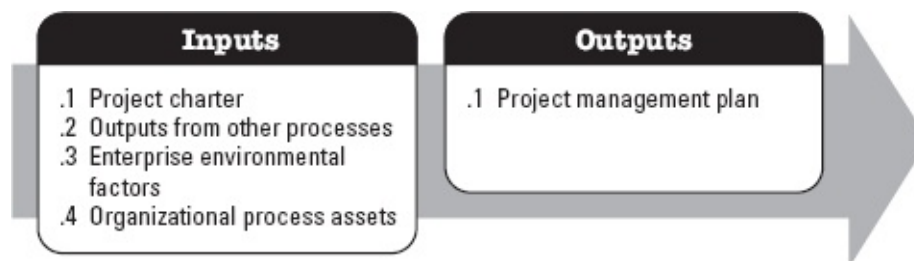 Inputs
.1 Project charter
.2 Outputs from other processes
.3 Enterprise environmental
factors
.4 Organizational process assets
Outputs
.1 Project management plan